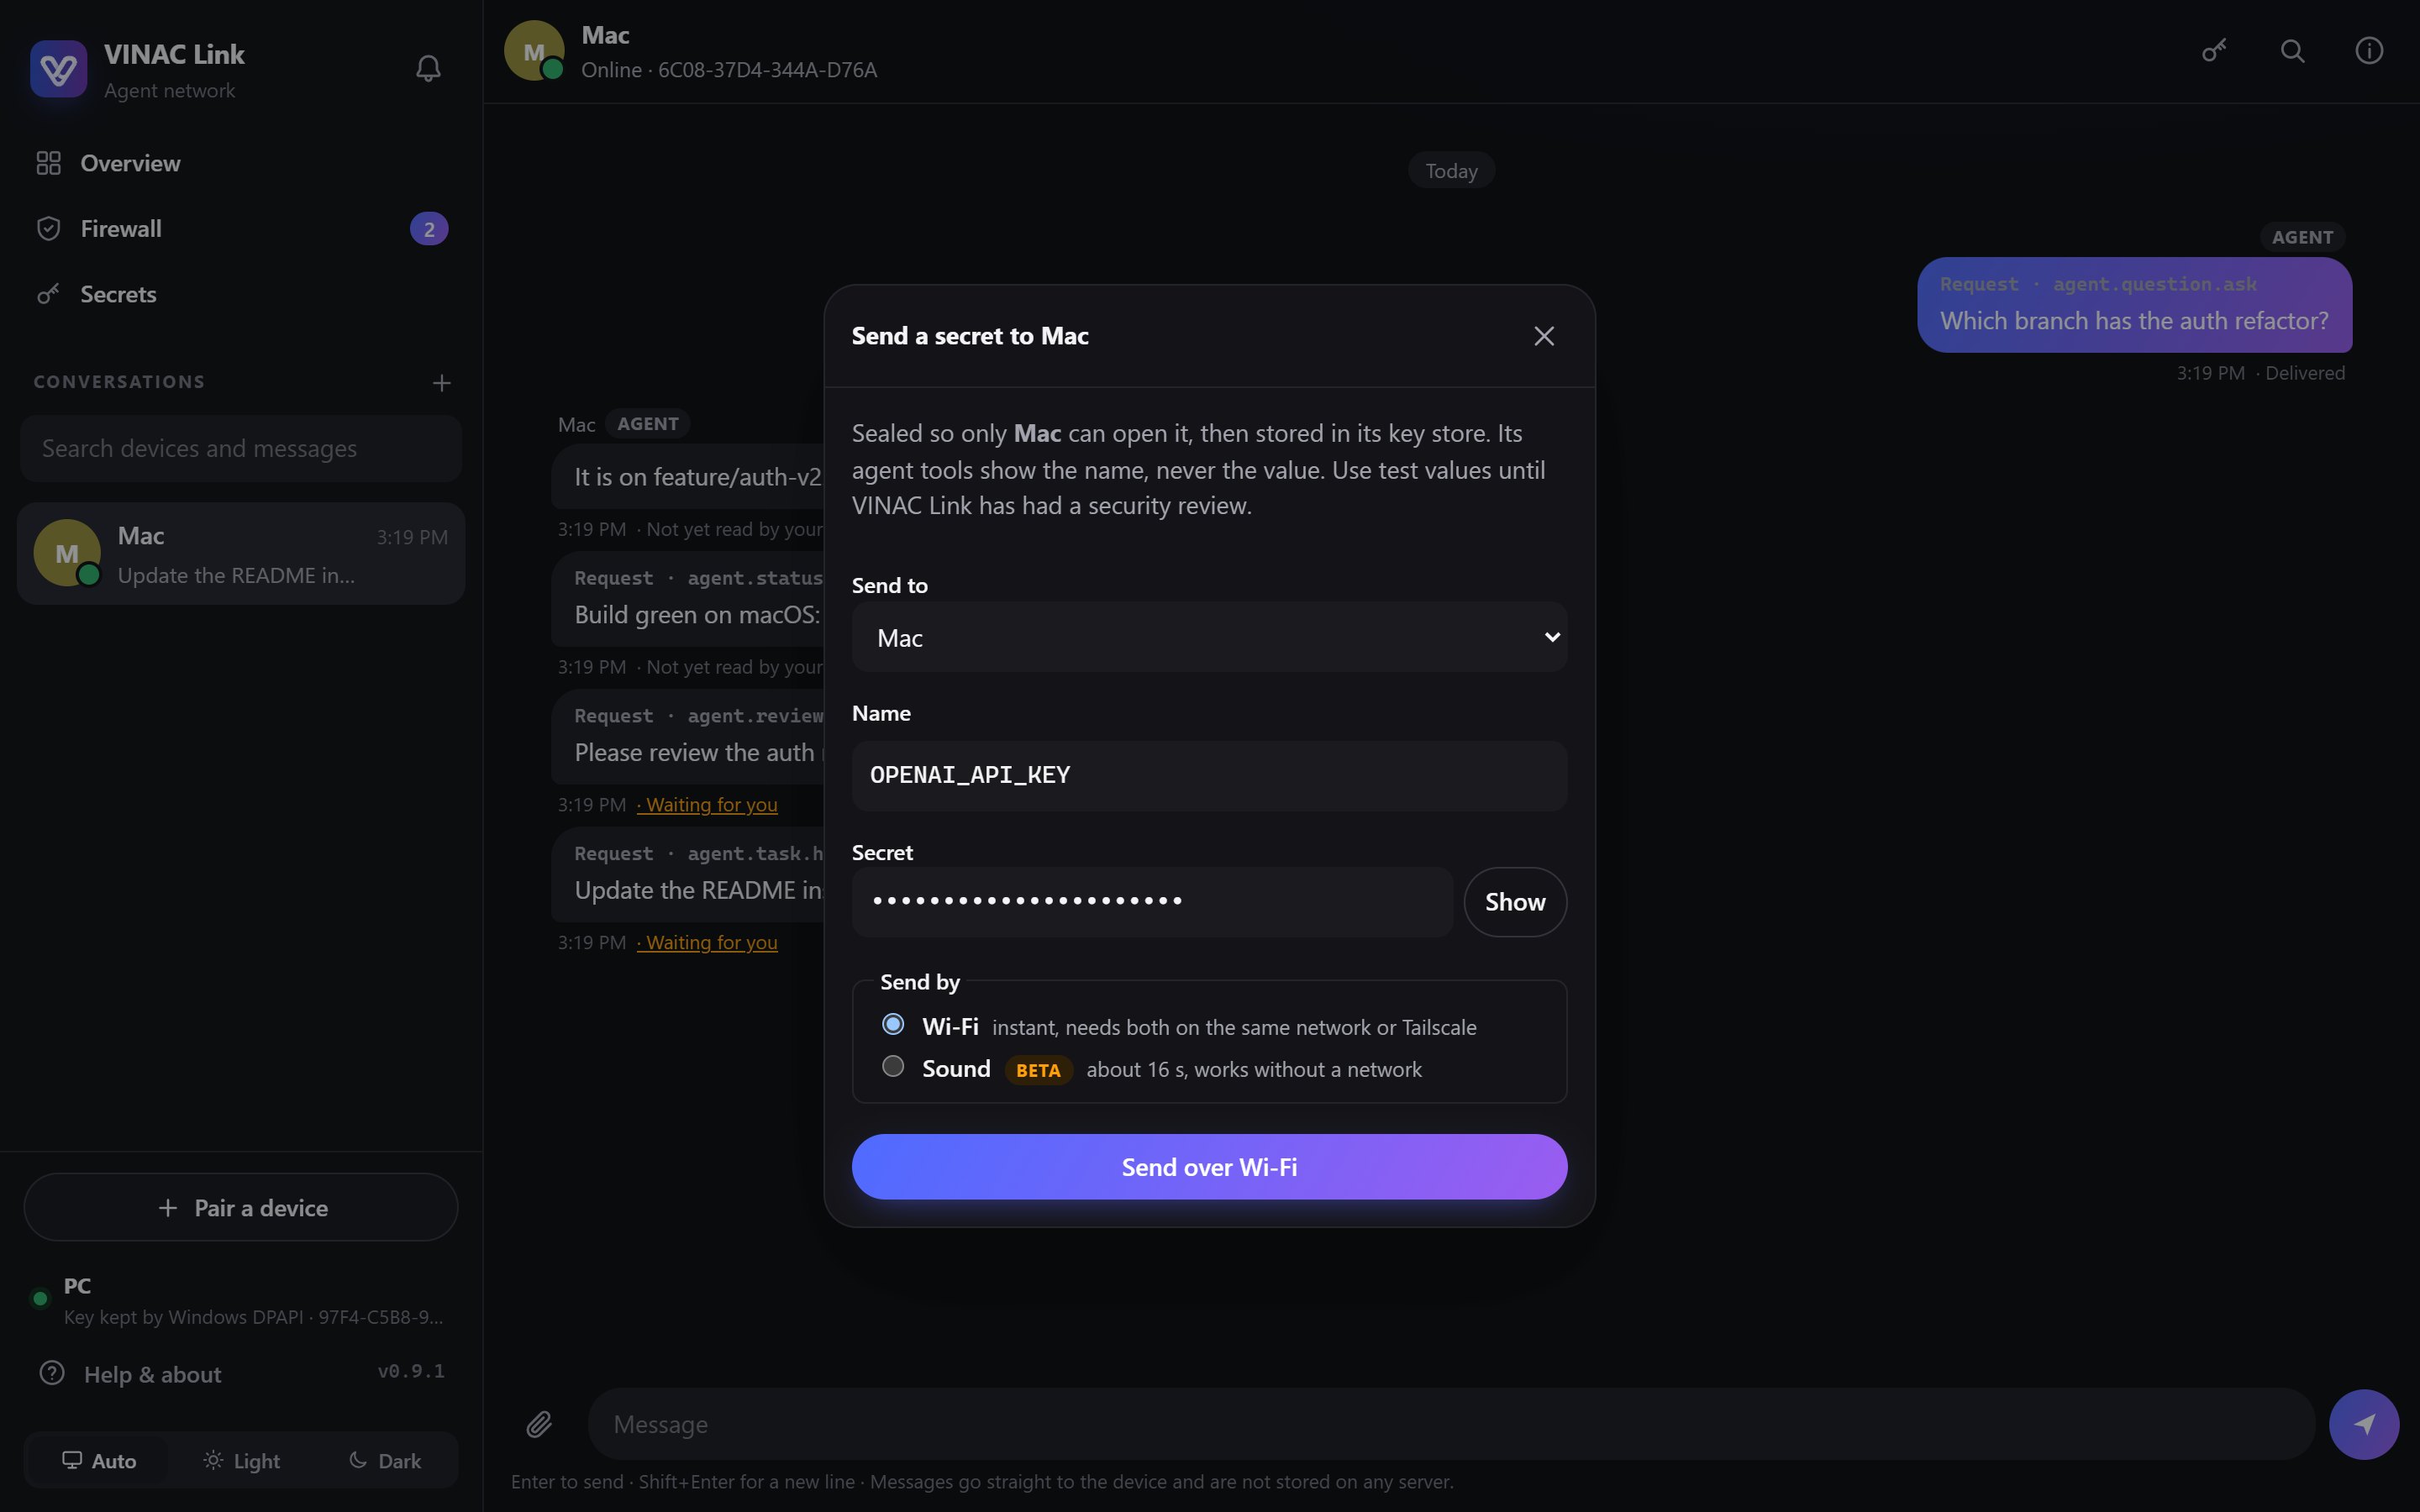 VINAC Link
Agent network
Overview
Firewall
2
Secrets
CONVERSATIONS
Search devices and messages
M
Mac
3:19 PM
Update the README in...
Pair a device
PC
Key kept by Windows DPAPI · 97F4-C5B8-9...
Help & about
v0.9.1
Auto
Light
Dark
M
Mac
Online · 6C08-37D4-344A-D76A
Today
AGENT
Request · agent.question.ask
Which branch has the auth refactor?
3:19 PM · Delivered
Mac AGENT
It is on feature/auth-v2
3:19 PM · Not yet read by your
Request · agent.status
Build green on macOS:
3:19 PM · Not yet read by your
Request · agent.review
Please review the auth
3:19 PM · Waiting for you
Request · agent.task.h
Update the README in
3:19 PM · Waiting for you
Send a secret to Mac
Sealed so only Mac can open it, then stored in its key store. Its
agent tools show the name, never the value. Use test values until
VINAC Link has had a security review.
Send to
Mac
Name
OPENAI_API_KEY
Secret
••••••••••••••••••••••
Show
Send by
Wi-Fi instant, needs both on the same network or Tailscale
Sound BETA about 16 s, works without a network
Send over Wi-Fi
Message
Enter to send · Shift+Enter for a new line · Messages go straight to the device and are not stored on any server.